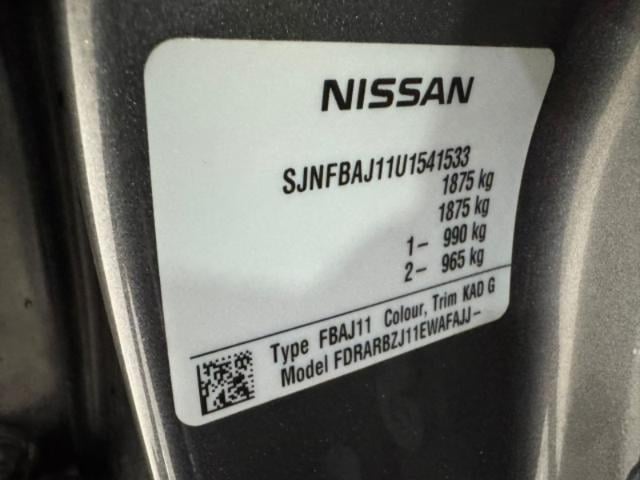 NISSAN
SJNFBAJ11U1541533
1875 kg
1875 kg
1- 990 kg
2- 965 kg
Type FBAJ11 Colour, Trim KAD G
Model FDRARBZJ11EWAFAJJ-